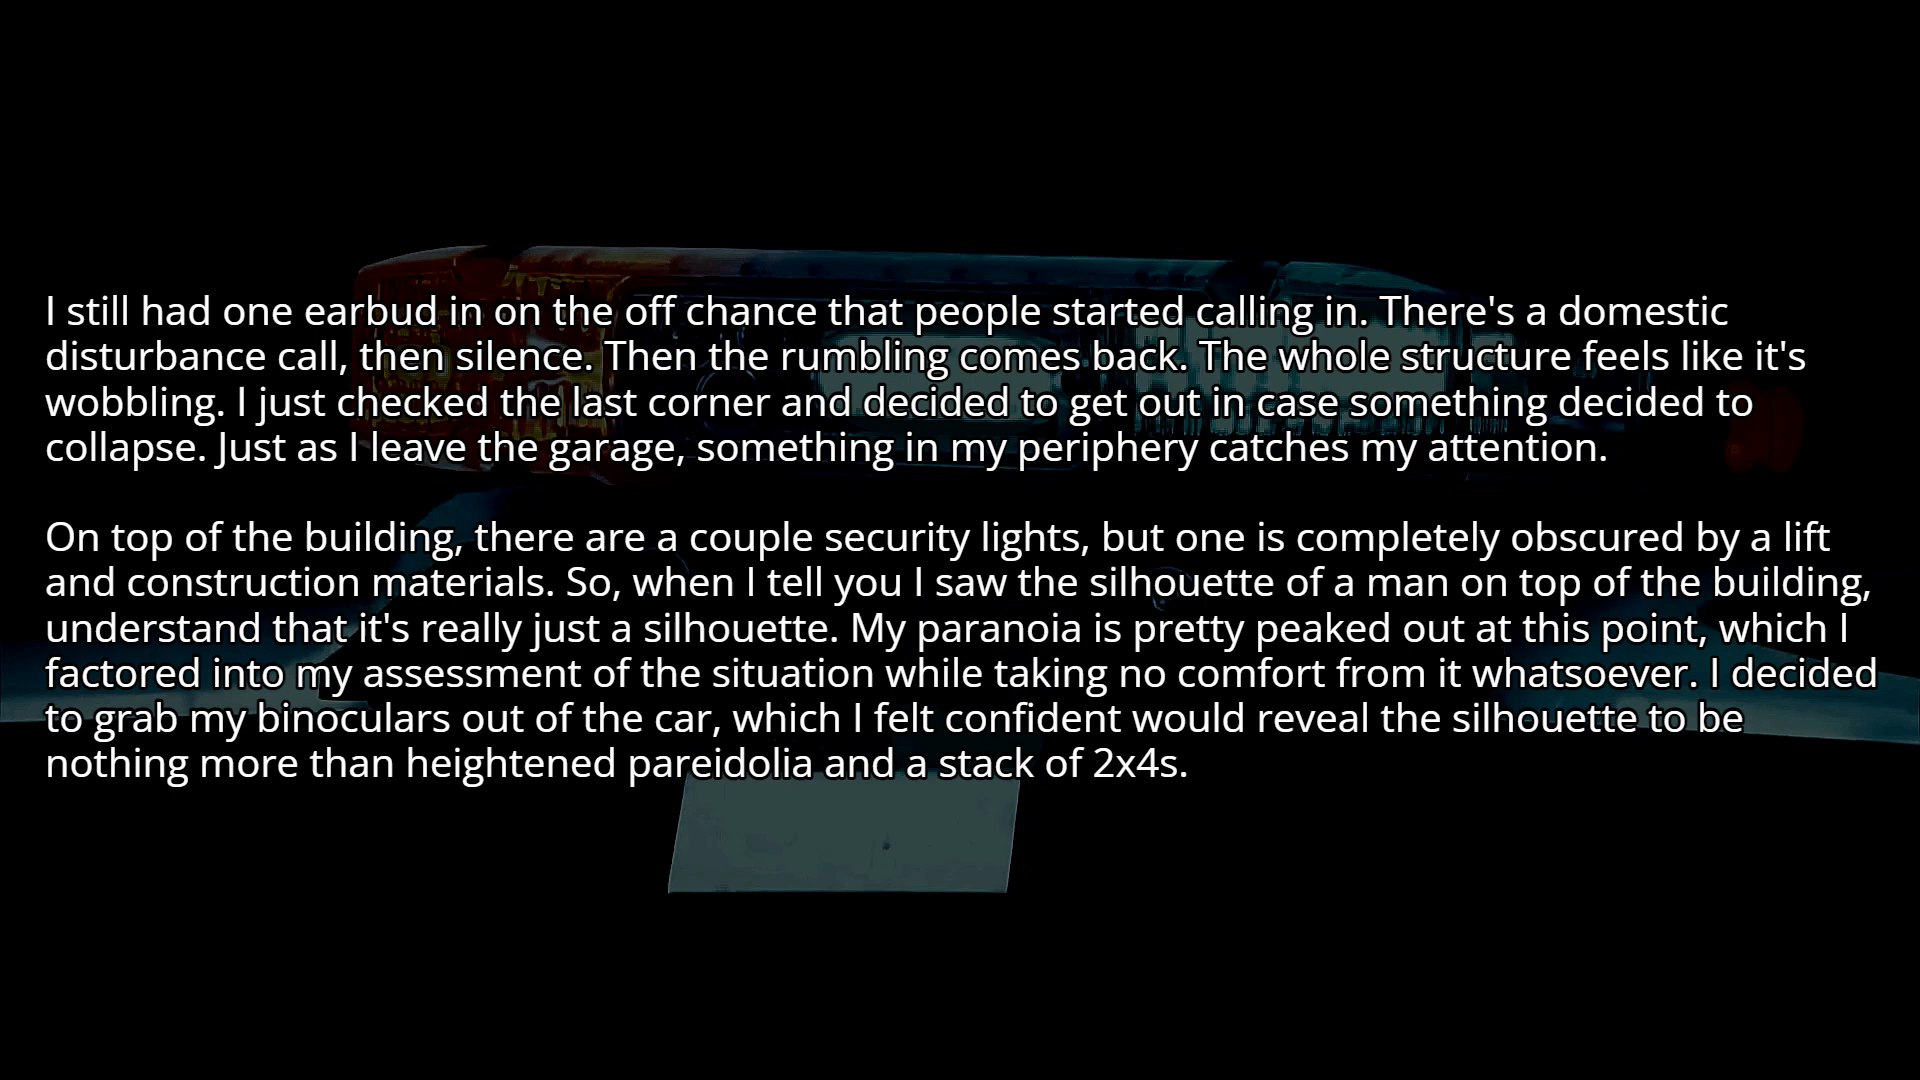 I still had one earbud in on the off chance that people started calling in. There's a domestic
disturbance call, then silence. Then the rumbling comes back. The whole structure feels like it's
wobbling. I just checked the last corner and decided to get out in case something decided to
collapse. Just as I leave the garage, something in my periphery catches my attention.
On top of the building, there are a couple security lights, but one is completely obscured by a lift
and construction materials. So, when I tell you I saw the silhouette of a man on top of the building,
understand that it's really just a silhouette. My paranoia is pretty peaked out at this point, which I
factored into my assessment of the situation while taking no comfort from it whatsoever. I decided
to grab my binoculars out of the car, which I felt confident would reveal the silhouette to be
nothing more than heightened pareidolia and a stack of 2x4s.